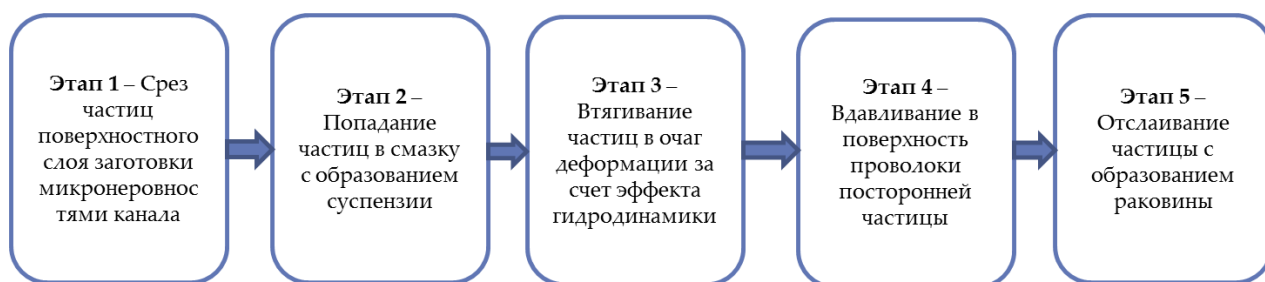 Этап 1 – Срез
частиц
поверхностного
слоя заготовки
микронеровнос
тями канала
Этап 2 –
Попадание
частиц в смазку
с образованием
суспензии
Этап 3 –
Втягивание
частиц в очаг
деформации за
счет эффекта
гидродинамики
Этап 4 –
Вдавливание в
поверхность
проволоки
посторонней
частицы
Этап 5 –
Отслаивание
частицы с
образованием
раковины